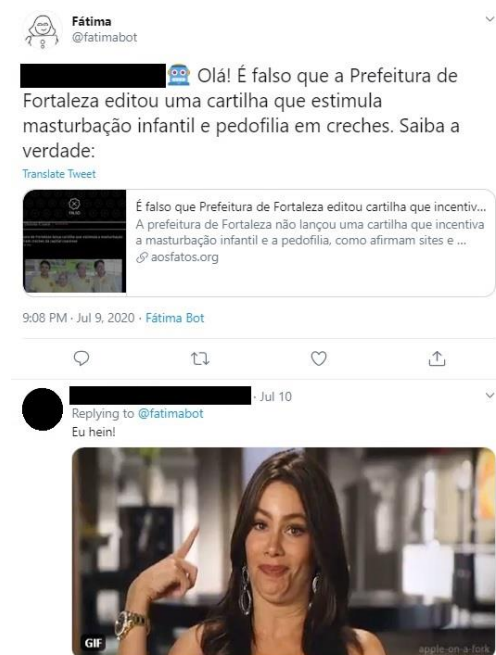 Fátima
@fatimabot
Olá! É falso que a Prefeitura de
Fortaleza editou uma cartilha que estimula
masturbação infantil e pedofilia em creches. Saiba a
verdade:
Translate Tweet
É falso que Prefeitura de Fortaleza editou cartilha que incentiv...
A prefeitura de Fortaleza não lançou uma cartilha que incentiva
a masturbação infantil e a pedofilia, como afirmam sites e ...
aosfatos.org
9:08 PM · Jul 9, 2020 · Fátima Bot
· Jul 10
Replying to @fatimabot
Eu hein!
GIF
apple-on-a-fork